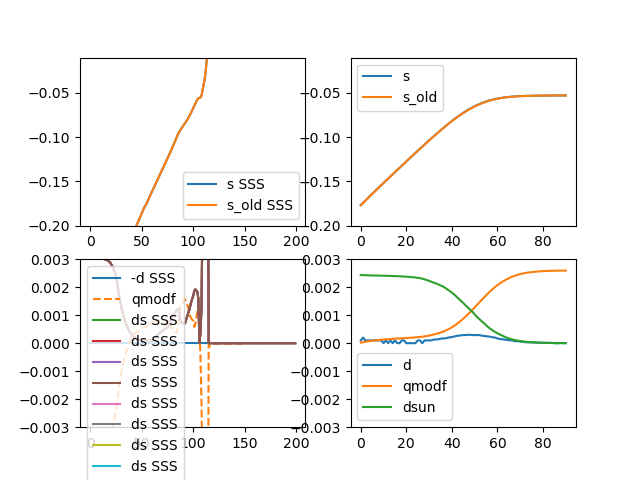 −0.05
−0.10
−0.15
−0.20
s SSS
s_old SSS
0
50
100
150
200
−0.05
−0.10
−0.15
−0.20
s
s_old
0
20
40
60
80
0.003
0.002
0.001
0.000
−0.001
−0.002
−0.003
-d SSS
qmodf
ds SSS
ds SSS
ds SSS
ds SSS
ds SSS
ds SSS
ds SSS
ds SSS
0
50
100
150
200
0.003
0.002
0.001
0.000
−0.001
−0.002
−0.003
d
qmodf
dsun
0
20
40
60
80